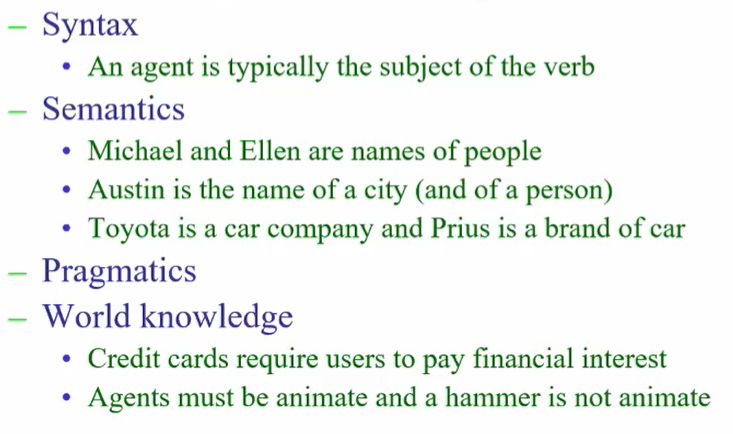 – Syntax
• An agent is typically the subject of the verb
– Semantics
• Michael and Ellen are names of people
• Austin is the name of a city (and of a person)
• Toyota is a car company and Prius is a brand of car
– Pragmatics
– World knowledge
• Credit cards require users to pay financial interest
• Agents must be animate and a hammer is not animate